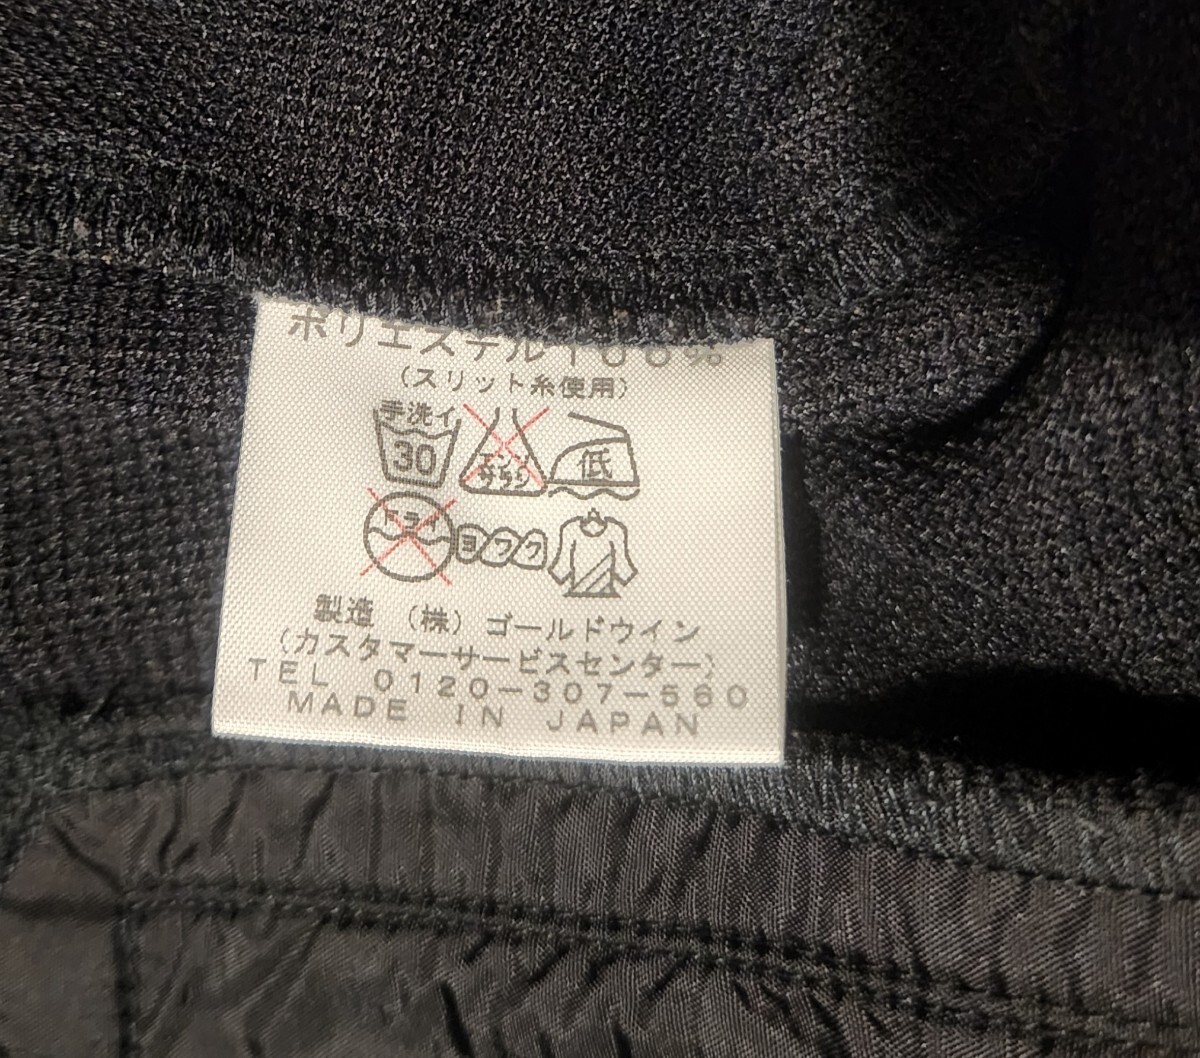 ポリエステル100%
(スリット糸使用)
手洗イ
30
エンソ
サラシ
低
ドライ
ヨワク
製造 (株) ゴールドウイン
(カスタマーサービスセンター)
TEL 0120-307-560
MADE IN JAPAN